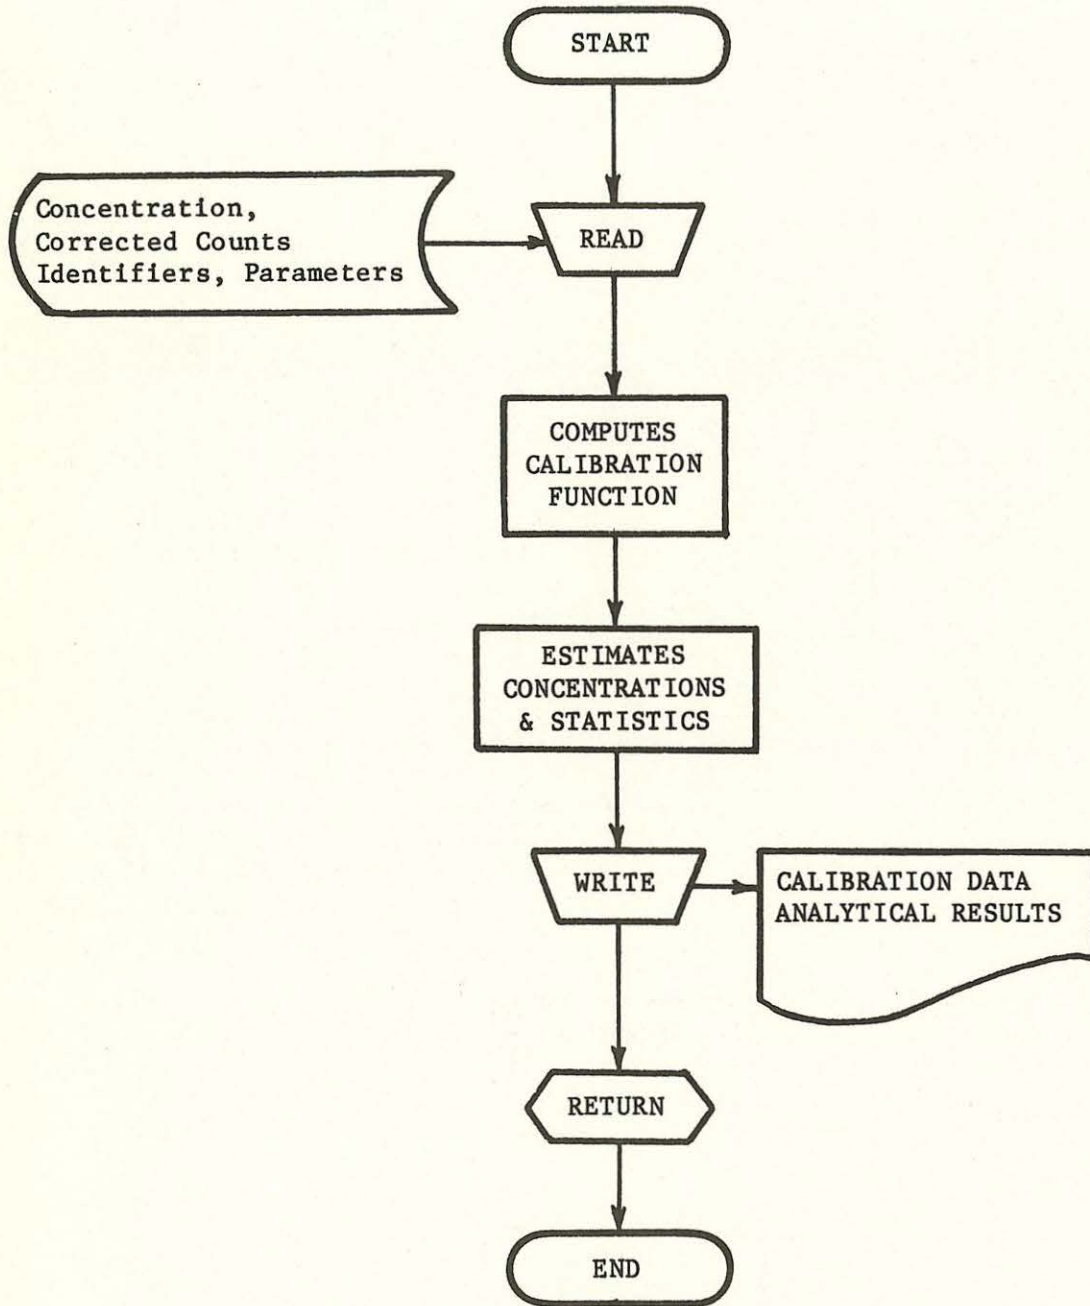 START
Concentration,
Corrected Counts
Identifiers, Parameters
READ
COMPUTES
CALIBRATION
FUNCTION
ESTIMATES
CONCENTRATIONS
& STATISTICS
WRITE
CALIBRATION DATA
ANALYTICAL RESULTS
RETURN
END